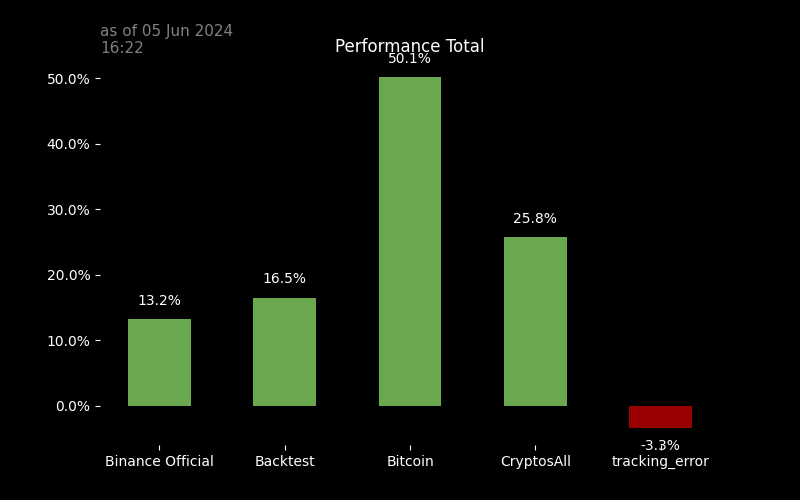 as of 05 Jun 2024
16:22
Performance Total
50.1%
50.0%
40.0%
30.0%
25.8%
20.0%
16.5%
13.2%
10.0%
0.0%
-3.3%
Binance Official
Backtest
Bitcoin
CryptosAll
tracking_error